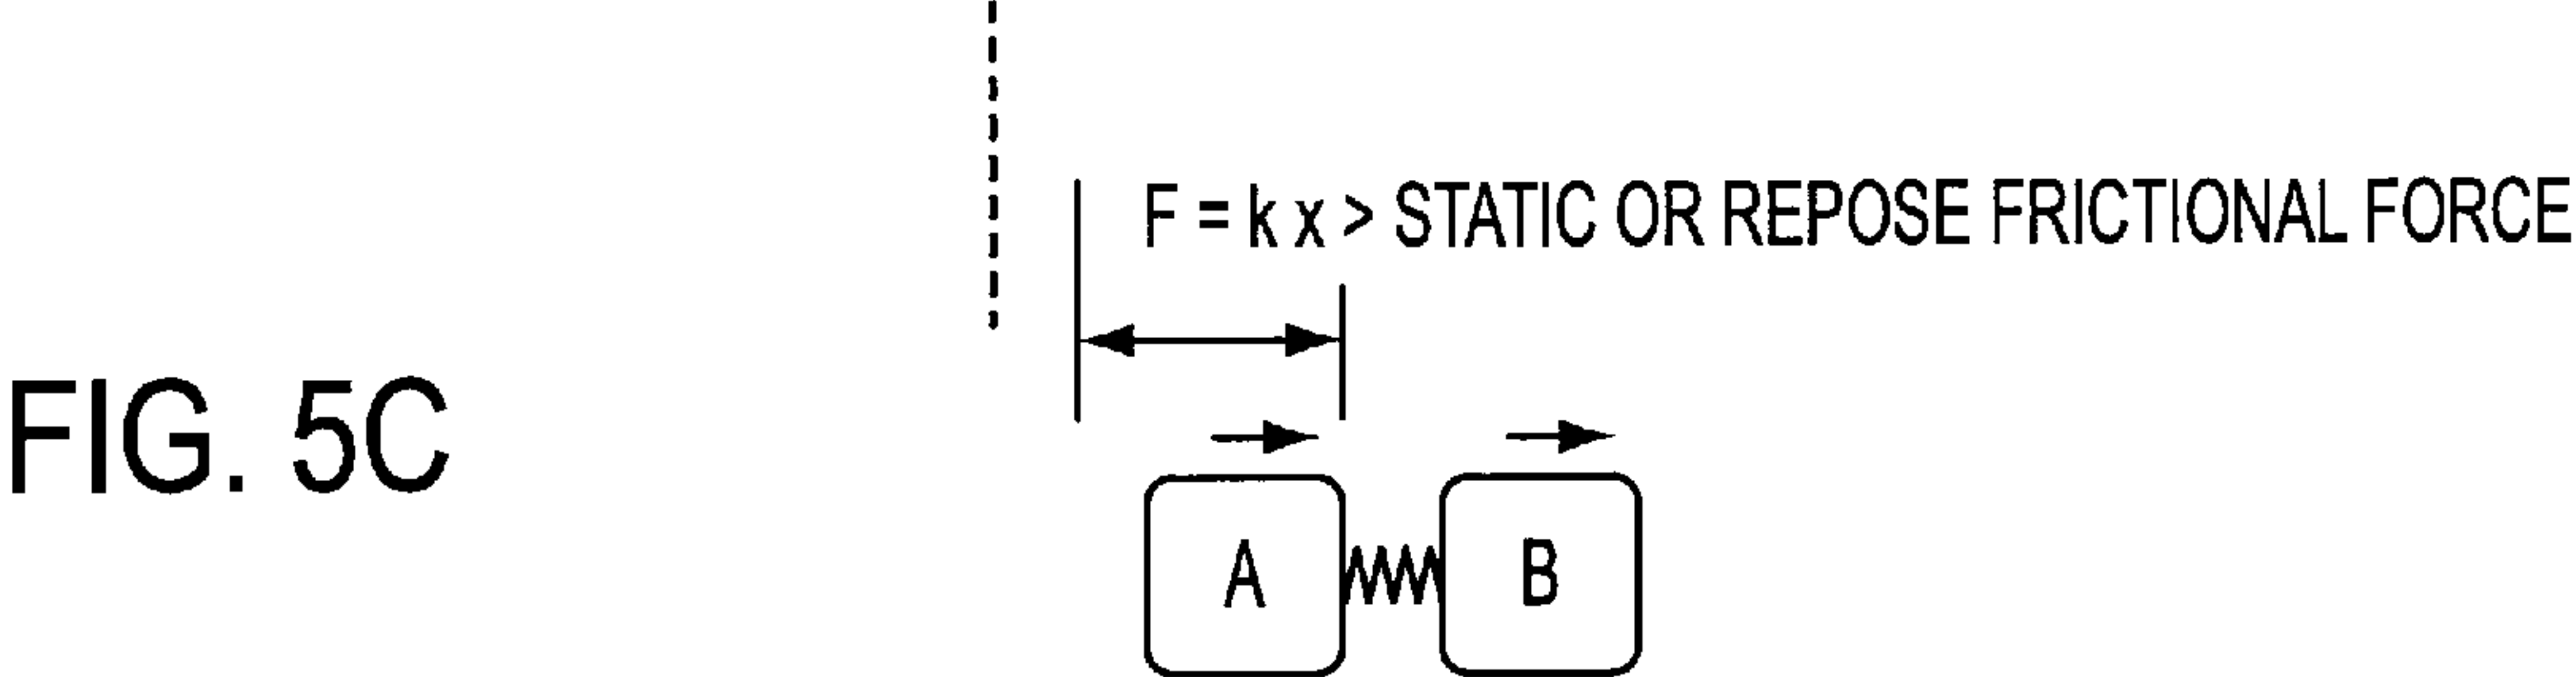 F = k x > STATIC OR REPOSE FRICTIONAL FORCE
FIG. 5C
A
B